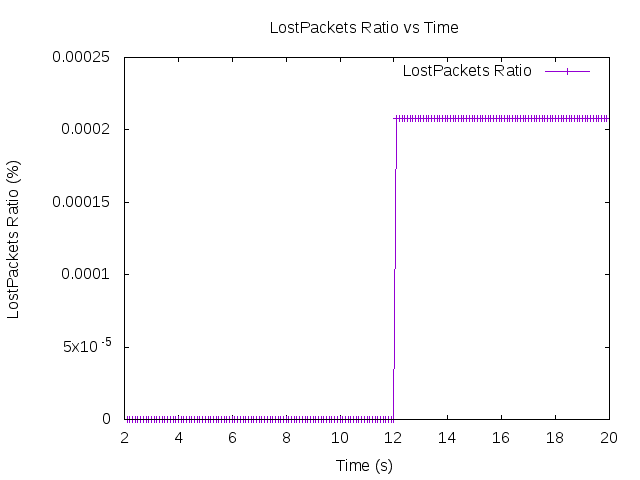 LostPackets Ratio vs Time
LostPackets Ratio
LostPackets Ratio (%)
0.00025
0.0002
0.00015
0.0001
5x10⁻⁵
0
2 4 6 8 10 12 14 16 18 20
Time (s)